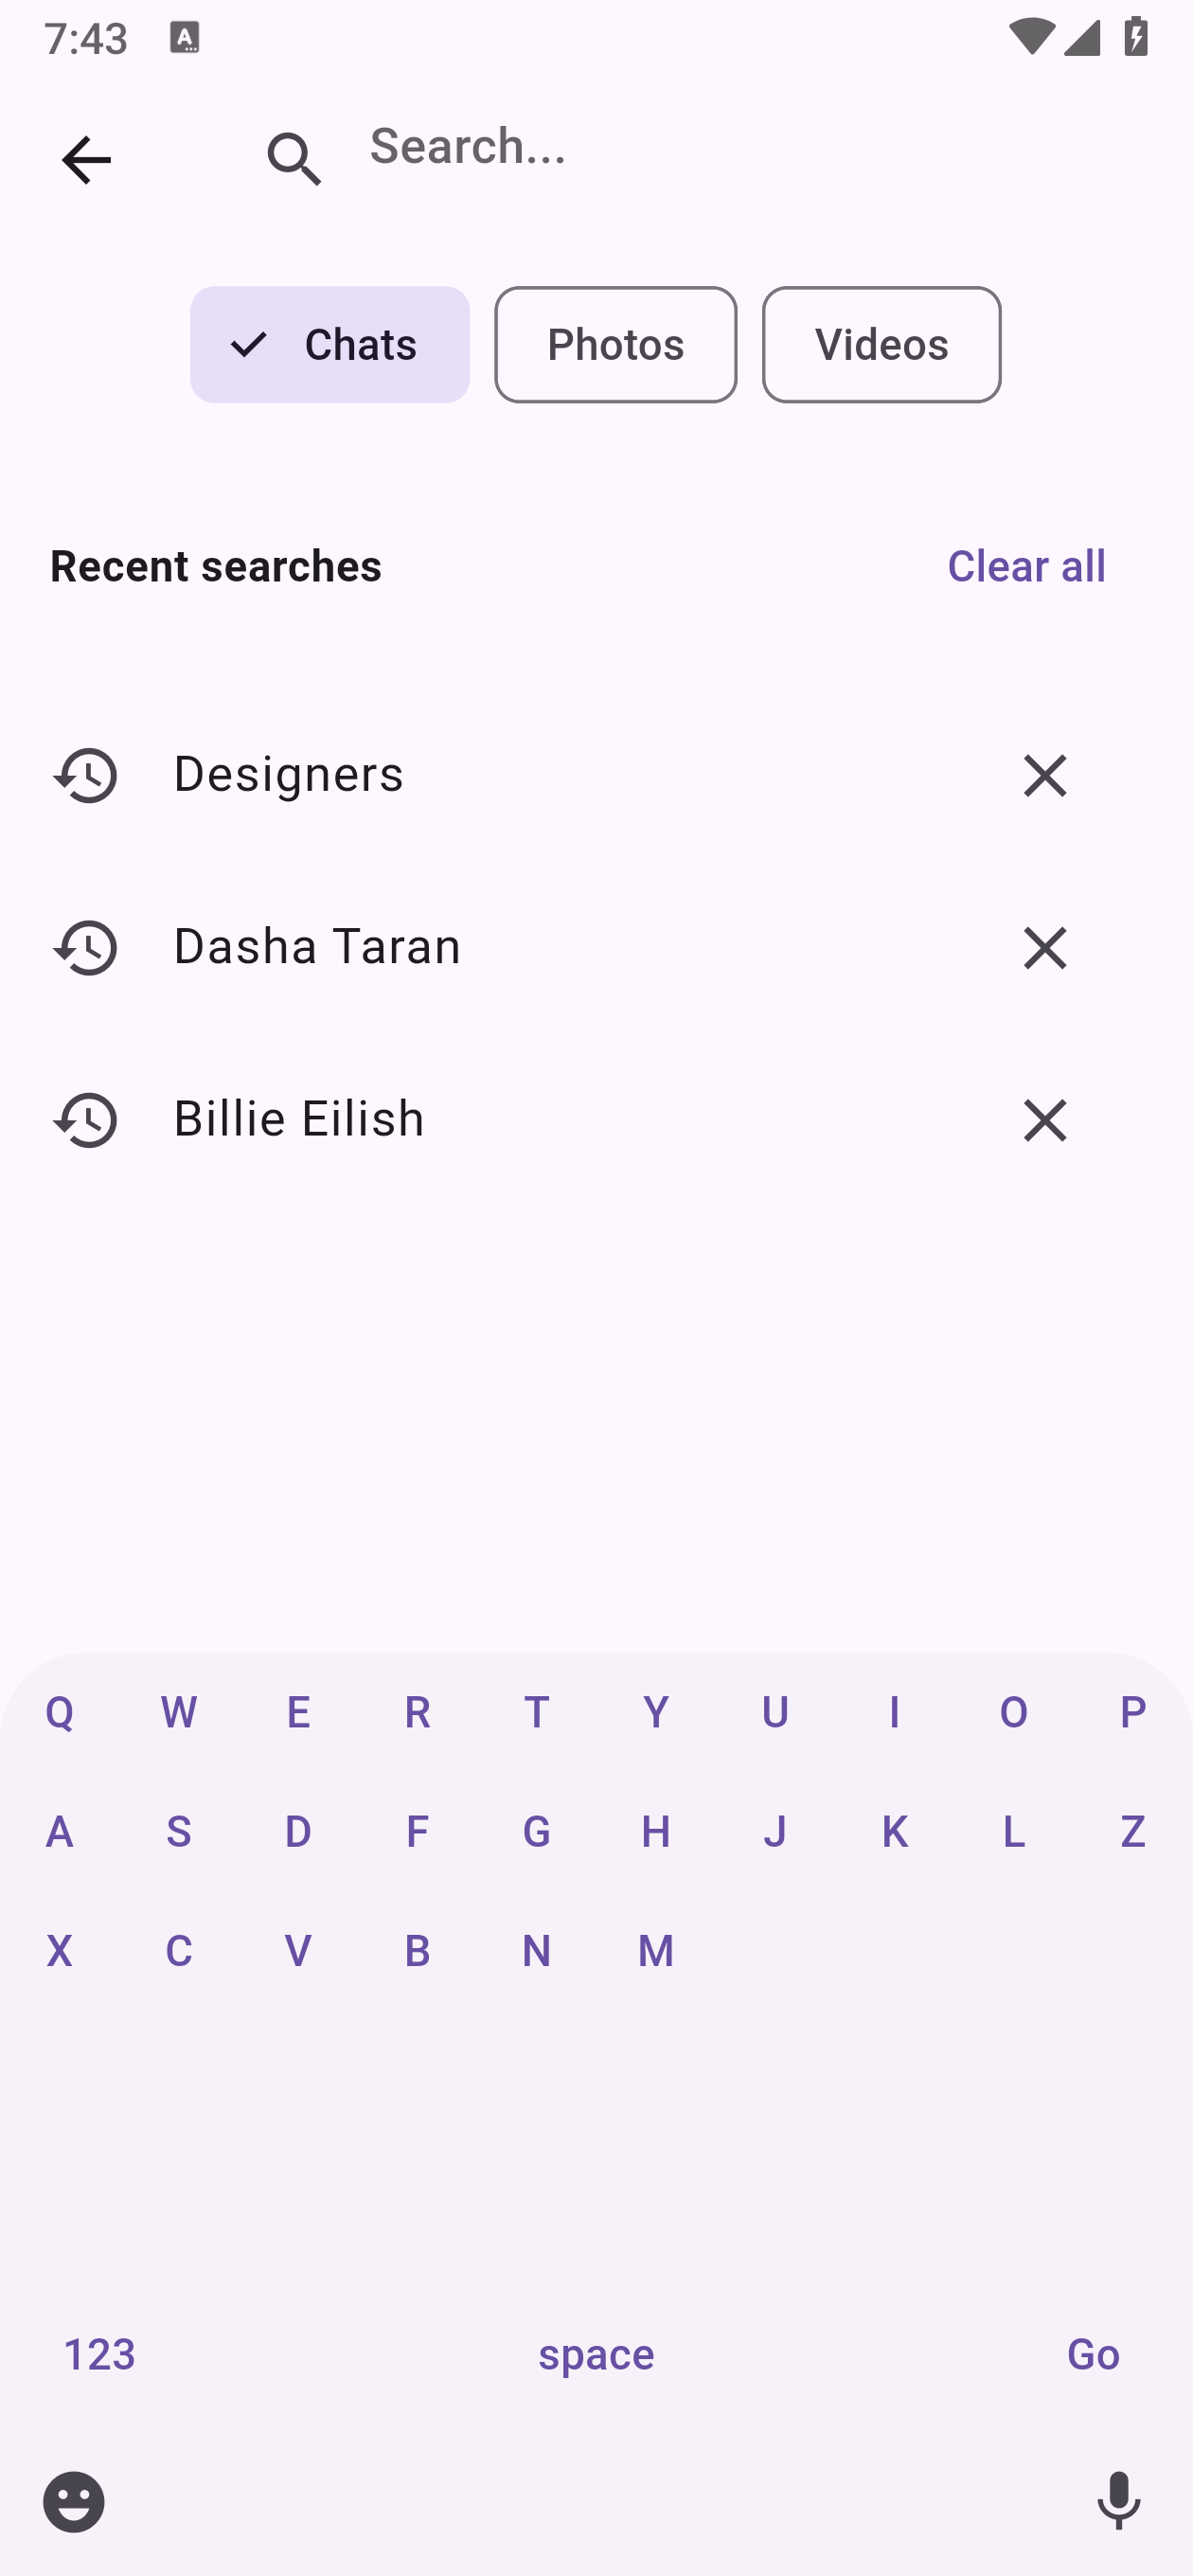 7:43
Search...
Chats Photos Videos
Recent searches Clear all
Designers
Dasha Taran
Billie Eilish
Q W E R T Y U I O P
A S D F G H J K L Z
X C V B N M
123 space Go